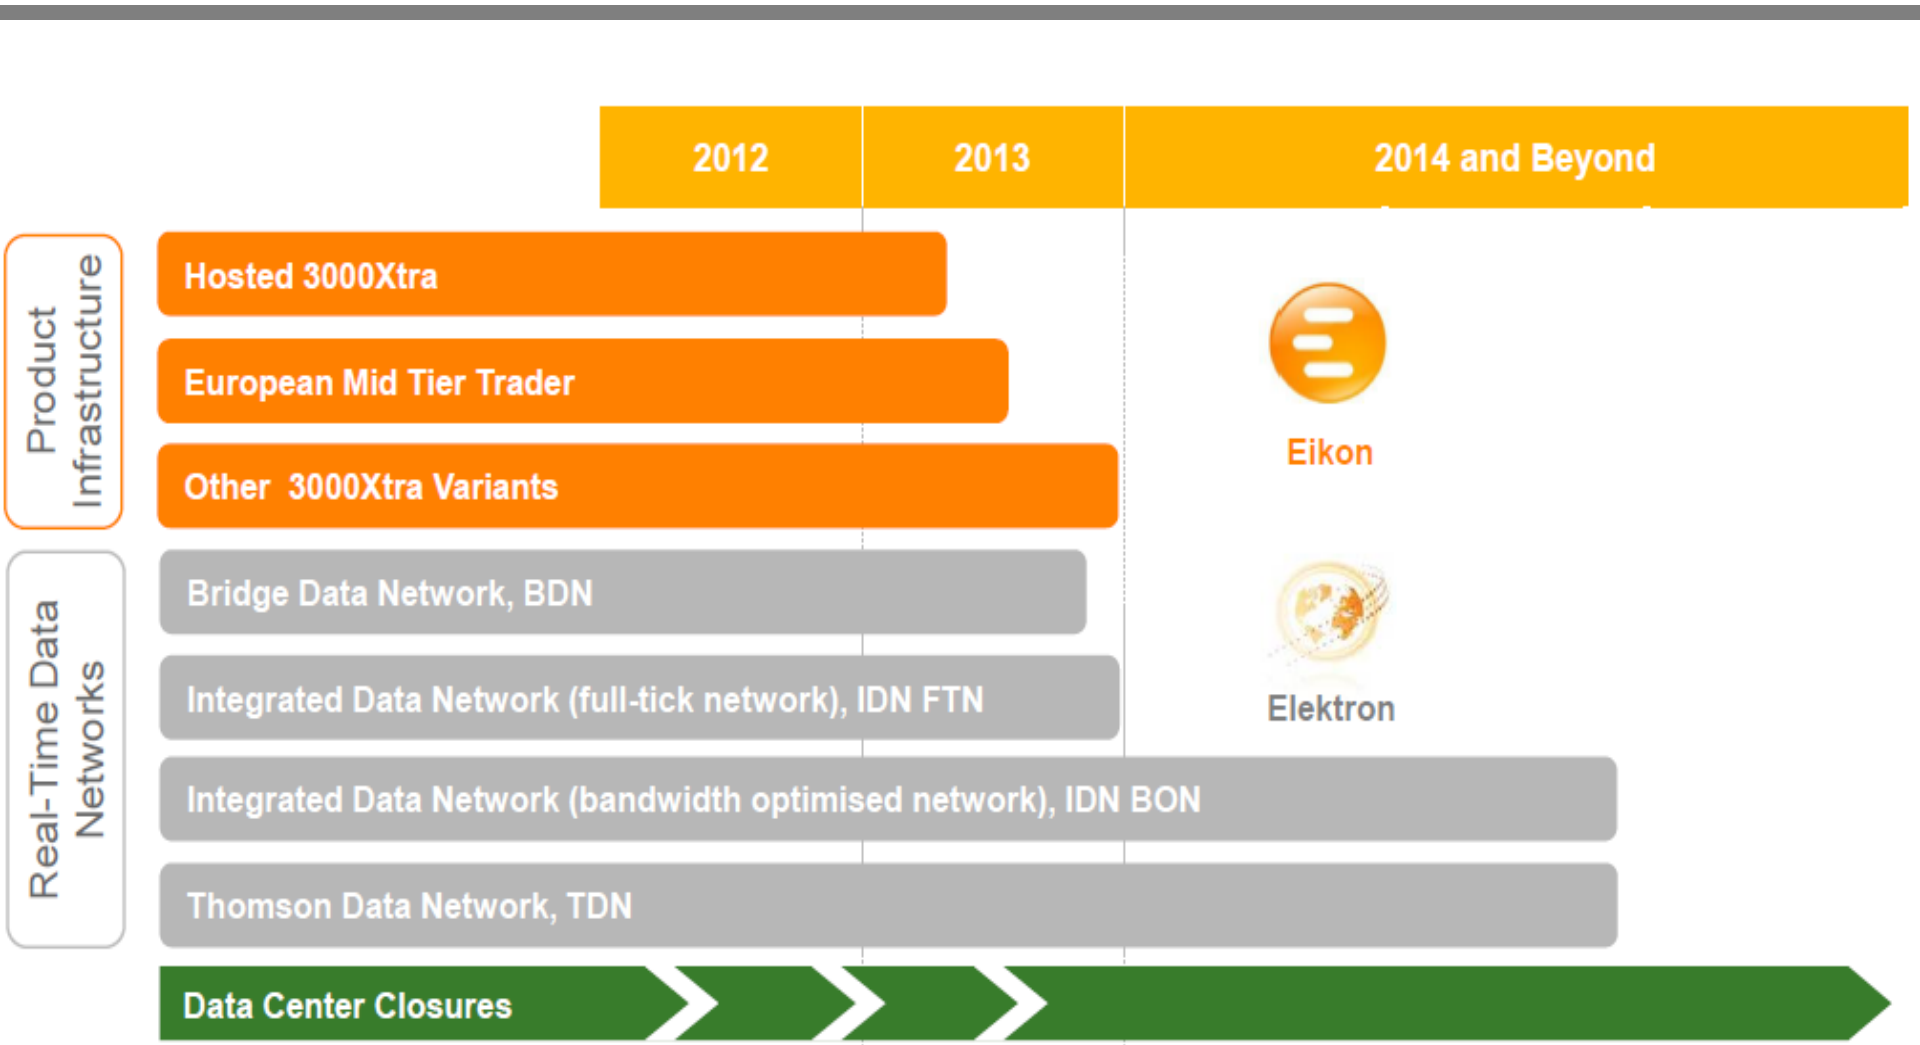 2012
2013
2014 and Beyond
Product
Infrastructure
Hosted 3000Xtra
European Mid Tier Trader
Other 3000Xtra Variants
Eikon
Real-Time Data
Networks
Bridge Data Network, BDN
Integrated Data Network (full-tick network), IDN FTN
Elektron
Integrated Data Network (bandwidth optimised network), IDN BON
Thomson Data Network, TDN
Data Center Closures